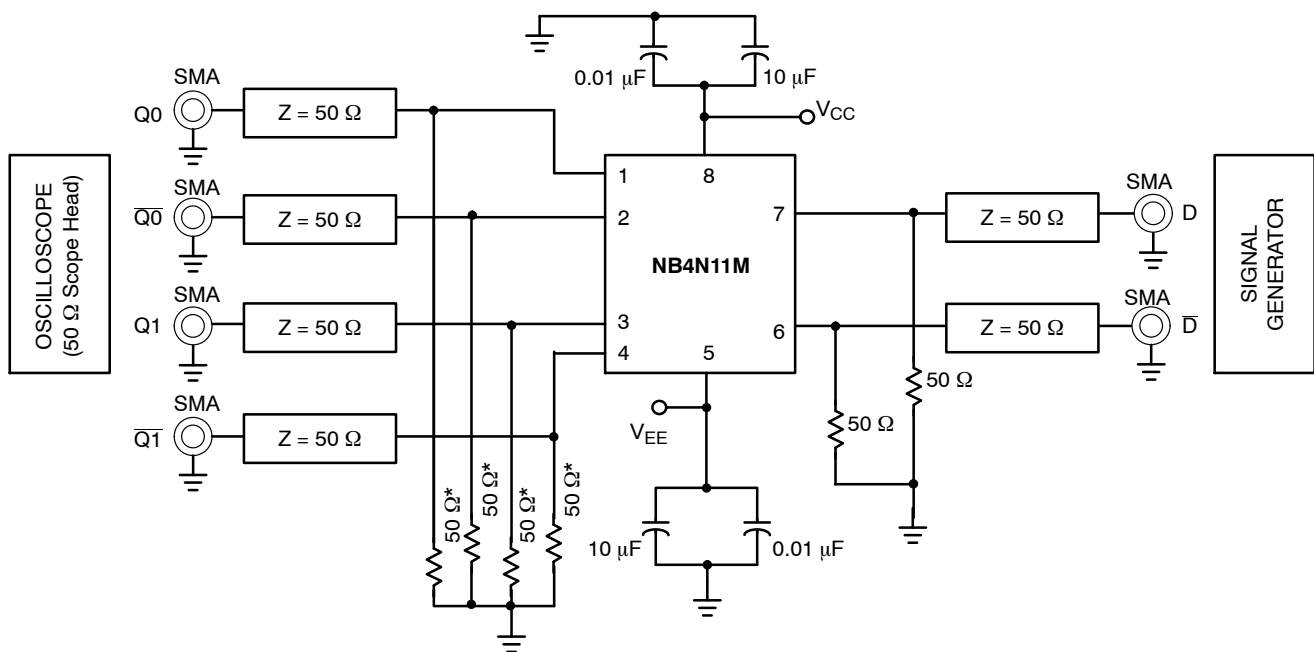 0.01 μF
10 μF
VCC
SMA
Q0
Z = 50 Ω
SMA
Q̅0̅
Z = 50 Ω
SMA
Q1
Z = 50 Ω
SMA
Q̅1̅
Z = 50 Ω
OSCILLOSCOPE
(50 Ω Scope Head)
1
2
3
4
8
7
6
5
NB4N11M
Z = 50 Ω
SMA
D
Z = 50 Ω
SMA
D̅
SIGNAL
GENERATOR
50 Ω
50 Ω
VEE
50 Ω*
50 Ω*
50 Ω*
50 Ω*
10 μF
0.01 μF